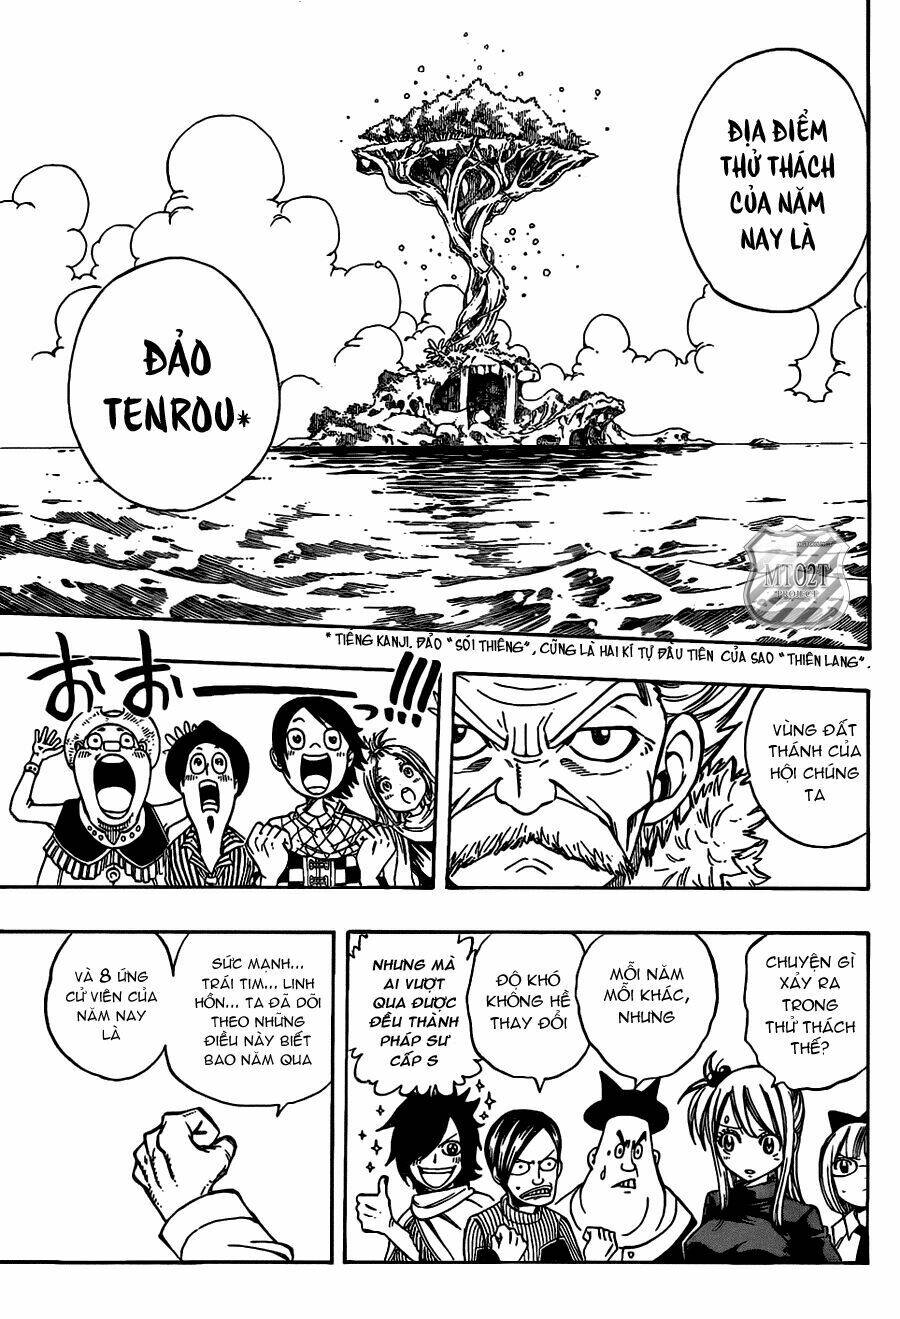 ĐỊA ĐIỂM
THỬ THÁCH
CỦA NĂM
NAY LÀ
ĐẢO
TENROU*
MT02T
PROJECT
* TIẾNG KANJI, ĐẢO "SÓI THIÊNG", CŨNG LÀ HAI KÍ TỰ ĐẦU TIÊN CỦA SAO "THIÊN LANG".
VÙNG ĐẤT
THÁNH CỦA
HỘI CHÚNG
TA
おおーっ!!!
CHUYỆN GÌ
XẢY RA
TRONG
THỬ THÁCH
THẾ?
MỖI NĂM
MỖI KHÁC,
NHƯNG
ĐỘ KHÓ
KHÔNG HỀ
THAY ĐỔI
NHƯNG MÀ
AI VƯỢT
QUA ĐƯỢC
ĐỀU THÀNH
PHÁP SƯ
CẤP S
SỨC MẠNH...
TRÁI TIM... LINH
HỒN... TA ĐÃ DÕI
THEO NHỮNG
ĐIỀU NÀY BIẾT
BAO NĂM QUA
VÀ 8 ỨNG
CỬ VIÊN CỦA
NĂM NAY
LÀ